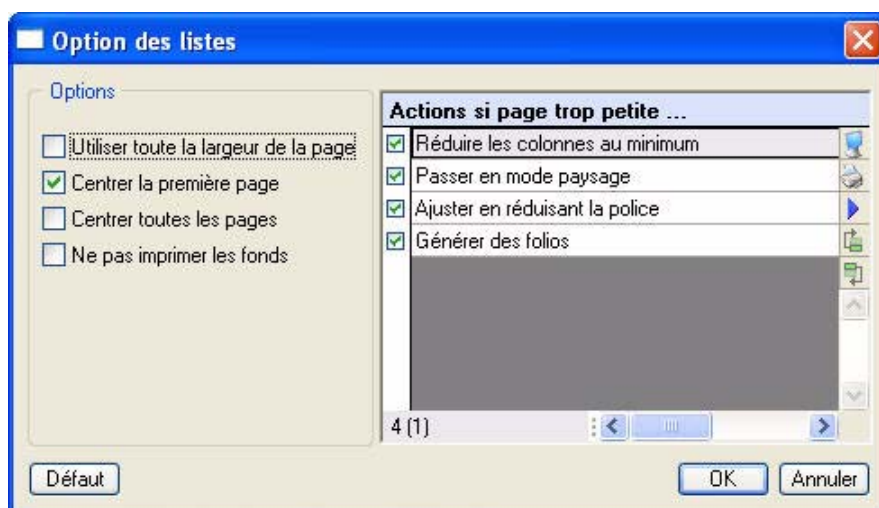 Option des listes
Options
Utiliser toute la largeur de la page
Centrer la première page
Centrer toutes les pages
Ne pas imprimer les fonds
Actions si page trop petite ...
Réduire les colonnes au minimum
Passer en mode paysage
Ajuster en réduisant la police
Générer des folios
4 (1)
Défaut
OK
Annuler